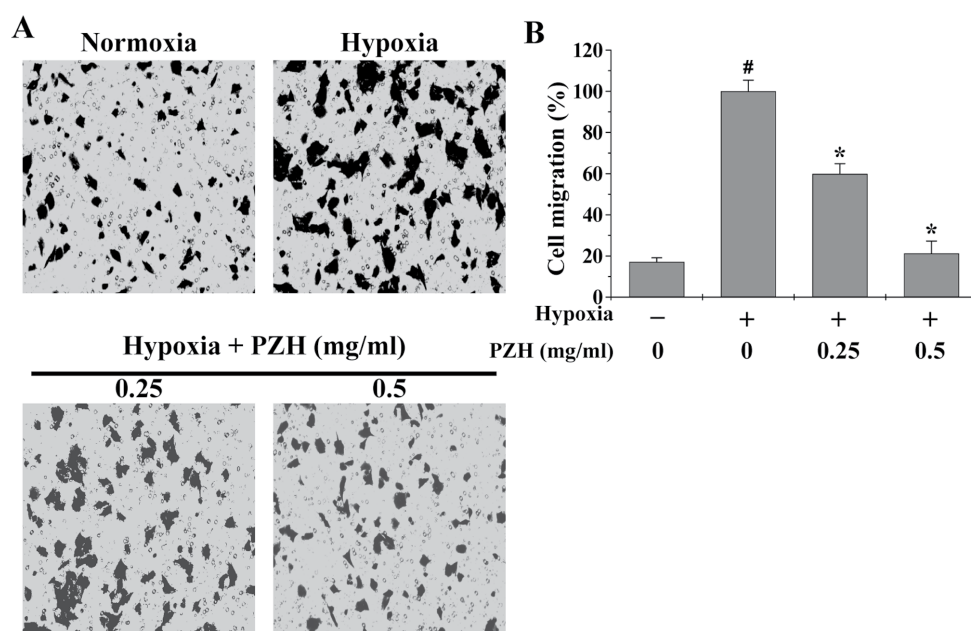 A
Normoxia Hypoxia
Hypoxia + PZH (mg/ml)
0.25 0.5
B
Cell migration (%)
120
100
80
60
40
20
0
#
*
*
Hypoxia − + + +
PZH (mg/ml) 0 0 0.25 0.5